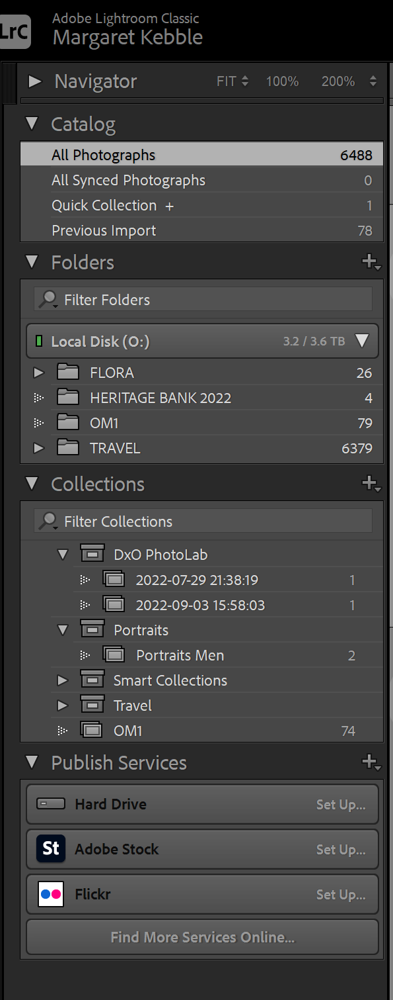 LrC
Adobe Lightroom Classic
Margaret Kebble
Navigator FIT 100% 200%
Catalog
All Photographs 6488
All Synced Photographs 0
Quick Collection + 1
Previous Import 78
Folders
Filter Folders
Local Disk (O:) 3.2 / 3.6 TB
FLORA 26
HERITAGE BANK 2022 4
OM1 79
TRAVEL 6379
Collections
Filter Collections
DxO PhotoLab
2022-07-29 21:38:19 1
2022-09-03 15:58:03 1
Portraits
Portraits Men 2
Smart Collections
Travel
OM1 74
Publish Services
Hard Drive Set Up...
St Adobe Stock Set Up...
Flickr Set Up...
Find More Services Online...